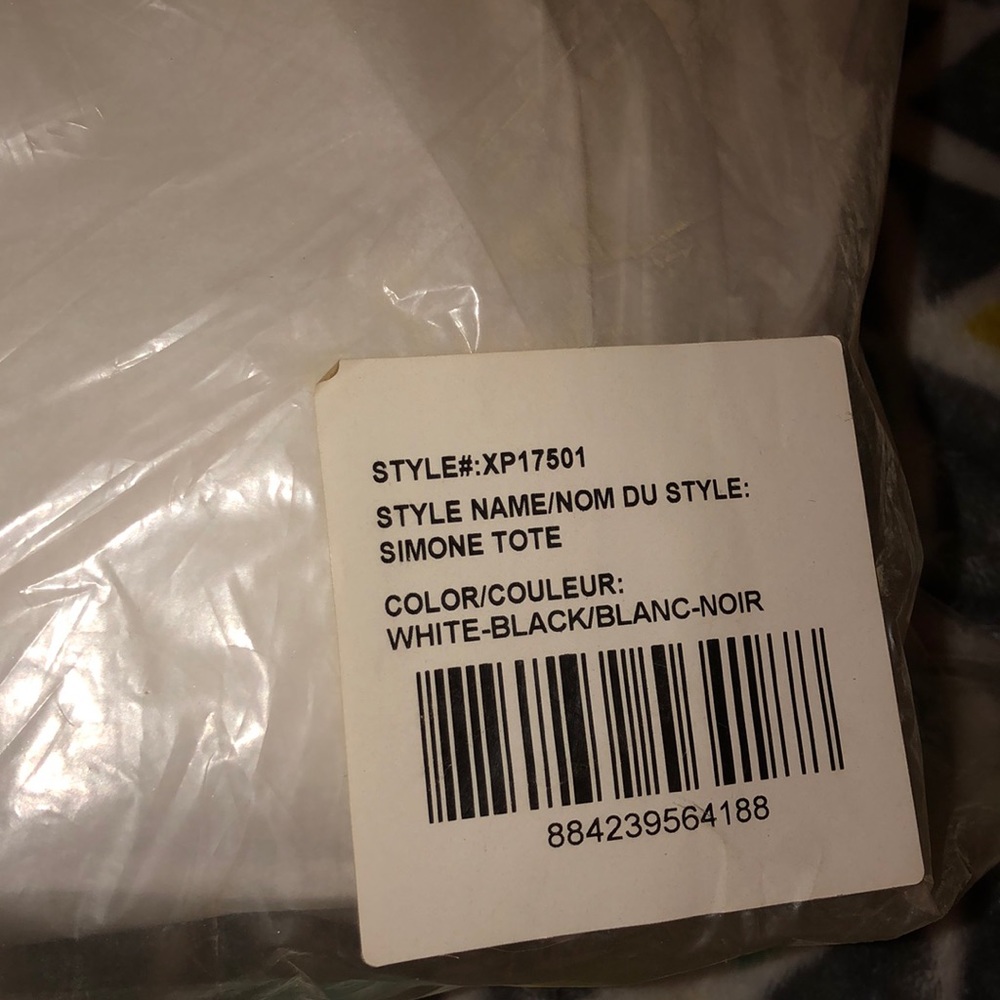 STYLE#:XP17501
STYLE NAME/NOM DU STYLE:
SIMONE TOTE
COLOR/COULEUR:
WHITE-BLACK/BLANC-NOIR
884239564188